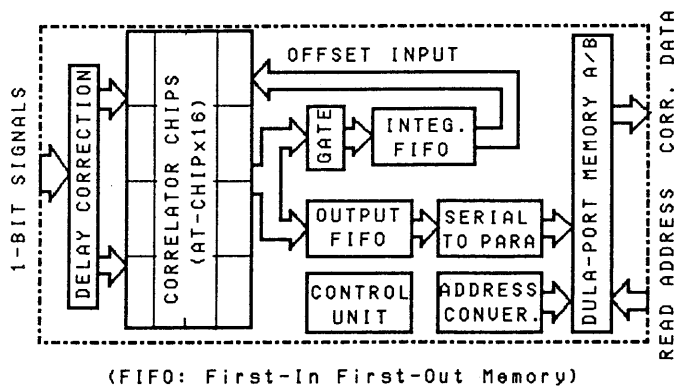 1-BIT SIGNALS
DELAY CORRECTION
CORRELATOR CHIPS
(AT-CHIPx16)
OFFSET INPUT
GATE
INTEG.
FIFO
OUTPUT
FIFO
SERIAL
TO PARA
CONTROL
UNIT
ADDRESS
CONVER.
DULA-PORT MEMORY A/B
CORR. DATA
READ ADDRESS
(FIFO: First-In First-Out Memory)